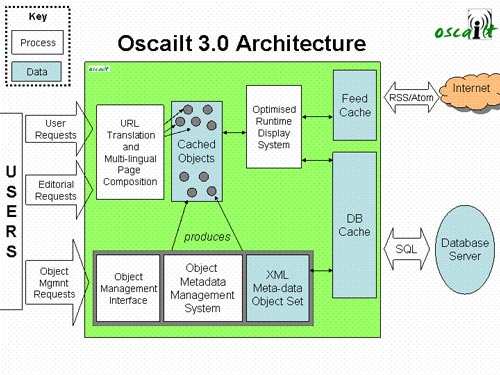 Key
Process
Data
Oscailt 3.0 Architecture
oscailt
oscailt
USERS
User
Requests
Editorial
Requests
Object
Mgmnt
Requests
URL
Translation
and
Multi-lingual
Page
Composition
Cached
Objects
Optimised
Runtime
Display
System
Feed
Cache
RSS/Atom
Internet
DB
Cache
SQL
Database
Server
produces
Object
Management
Interface
Object
Metadata
Management
System
XML
Meta-data
Object Set